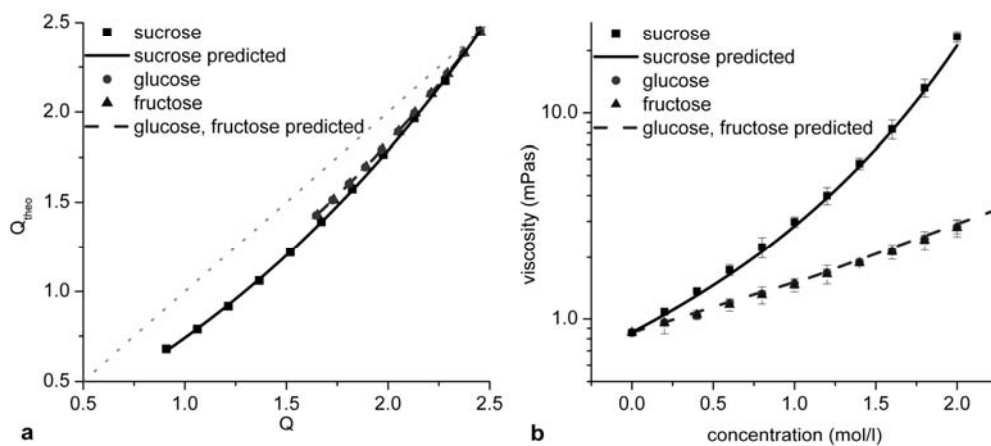 sucrose
sucrose predicted
glucose
fructose
glucose, fructose predicted
2.5
2.0
1.5
1.0
0.5
Q_theo
1.0
1.5
2.0
2.5
Q
a
sucrose
sucrose predicted
glucose
fructose
glucose, fructose predicted
10.0
1.0
viscosity (mPas)
0.0
0.5
1.0
1.5
2.0
concentration (mol/l)
b